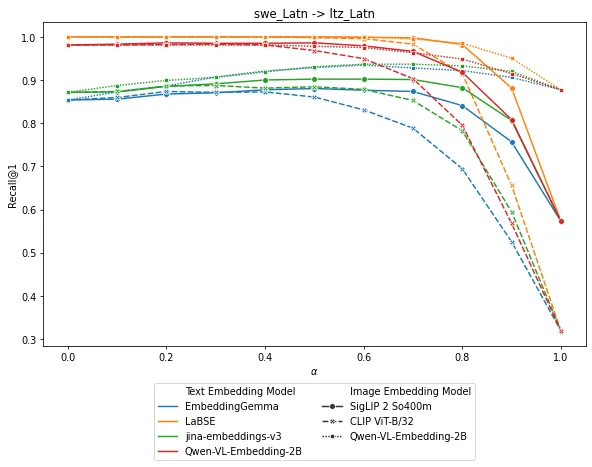 swe_Latn -> ltz_Latn
1.0
0.9
0.8
0.7
0.6
0.5
0.4
0.3
Recall@1
0.0 0.2 0.4 0.6 0.8 1.0
α
Text Embedding Model
EmbeddingGemma
LaBSE
jina-embeddings-v3
Qwen-VL-Embedding-2B
Image Embedding Model
SigLIP 2 So400m
CLIP ViT-B/32
Qwen-VL-Embedding-2B